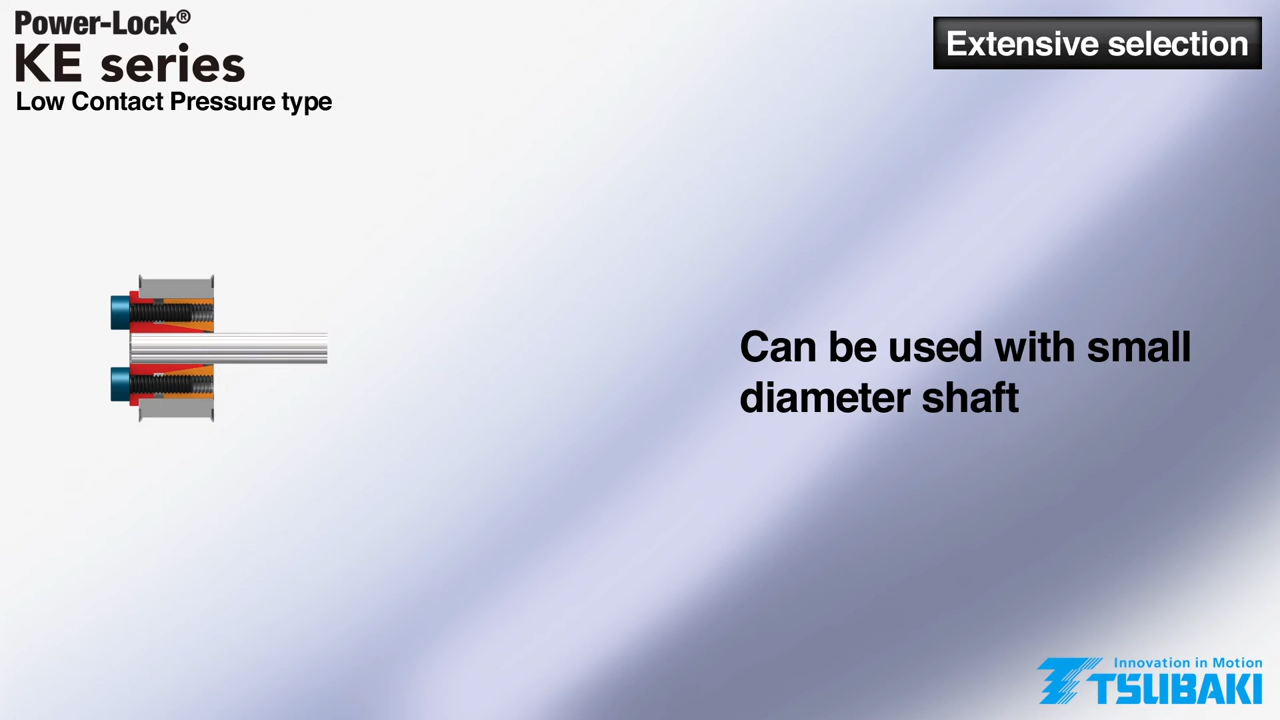 Power-Lock®
KE series
Low Contact Pressure type
Extensive selection
Can be used with small
diameter shaft
Innovation in Motion
TSUBAKI